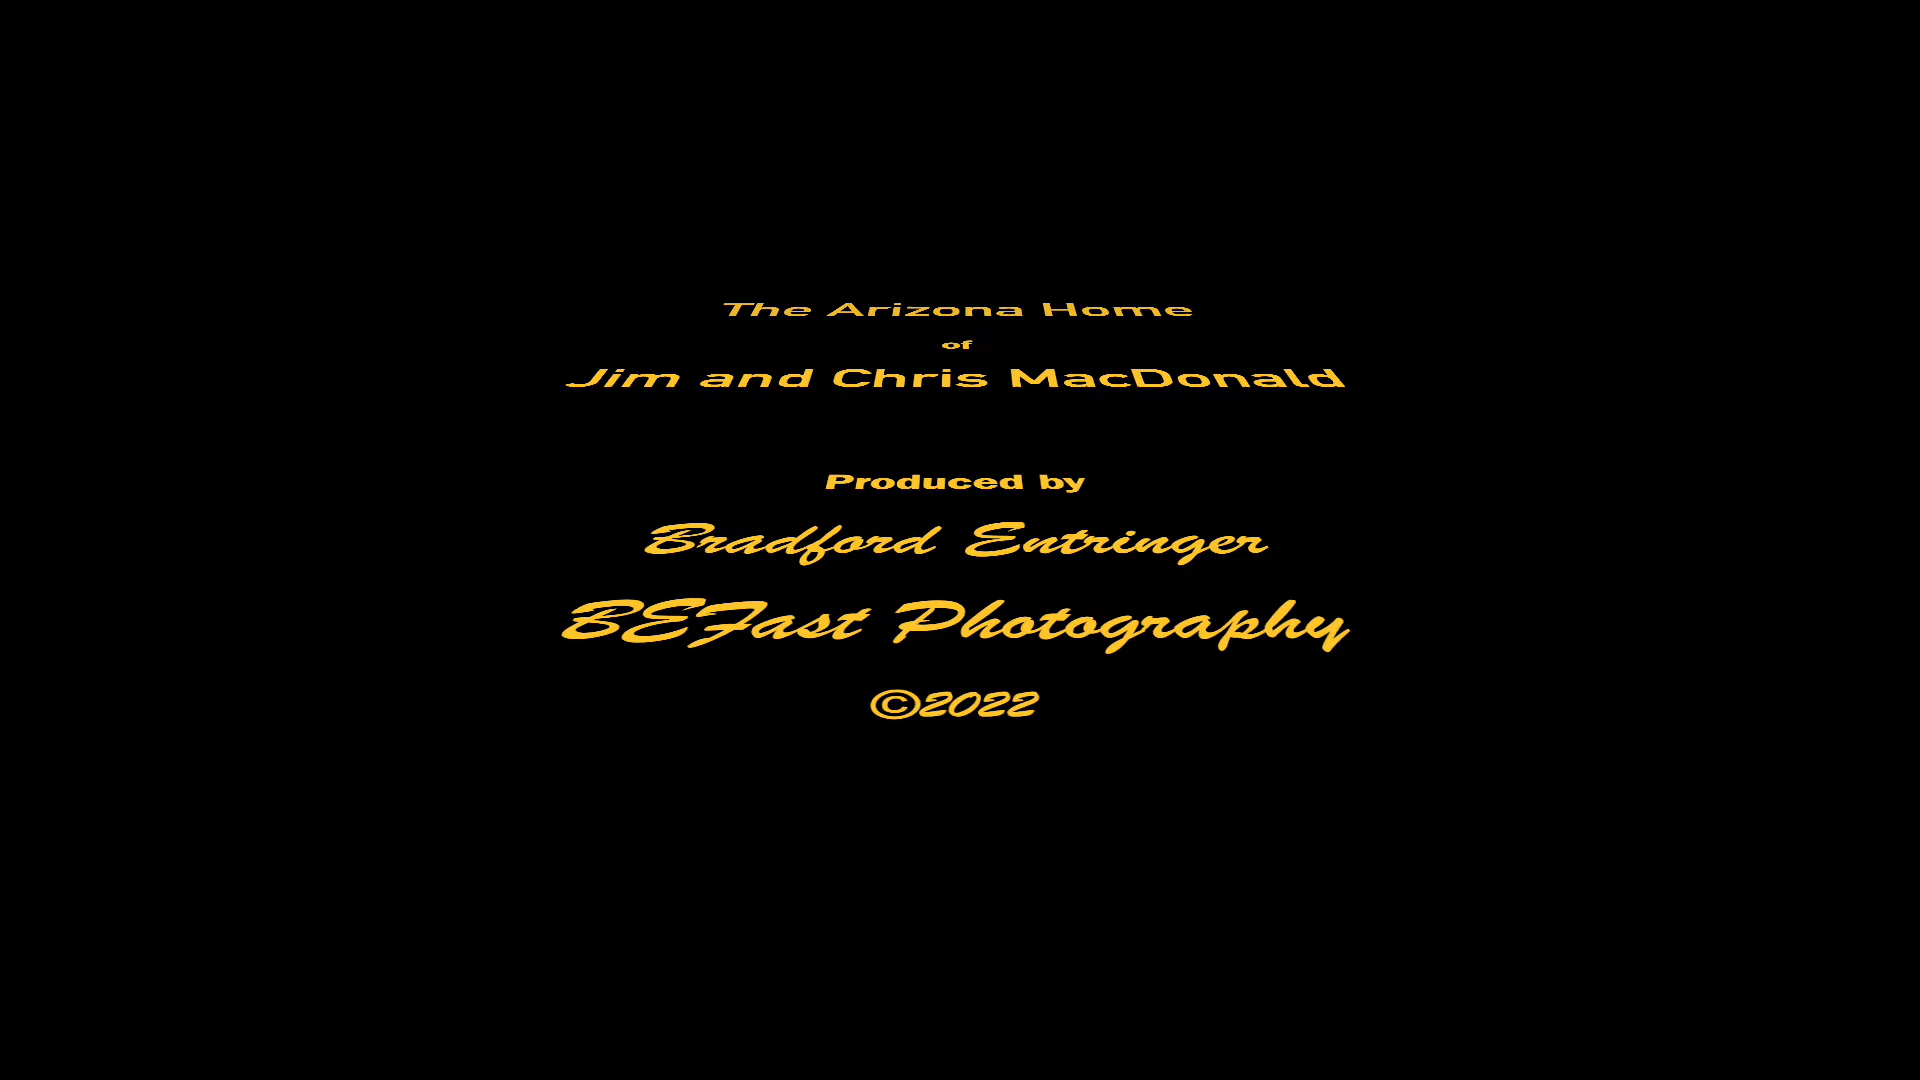 The Arizona Home
of
Jim and Chris MacDonald
Produced by
Bradford Entringer
BEFast Photography
©2022